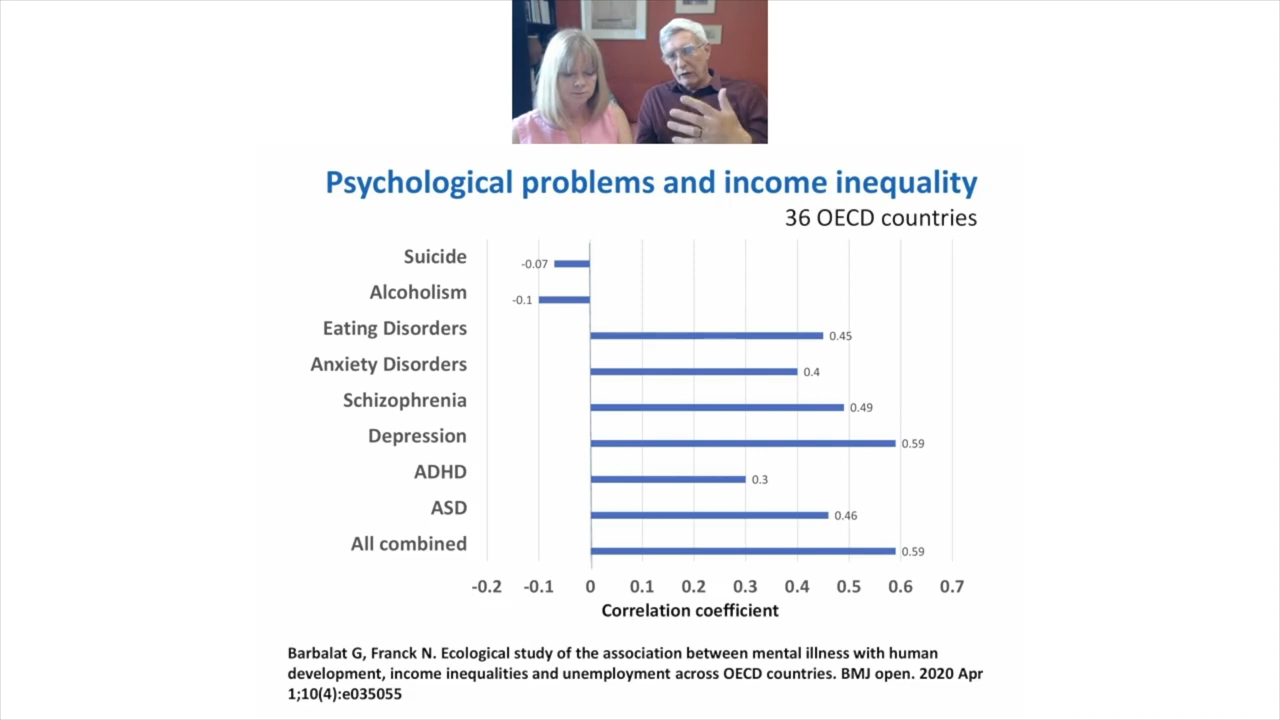 Psychological problems and income inequality
36 OECD countries
Suicide -0.07
Alcoholism -0.1
Eating Disorders 0.45
Anxiety Disorders 0.4
Schizophrenia 0.49
Depression 0.59
ADHD 0.3
ASD 0.46
All combined 0.59
-0.2 -0.1 0 0.1 0.2 0.3 0.4 0.5 0.6 0.7
Correlation coefficient
Barbalat G, Franck N. Ecological study of the association between mental illness with human
development, income inequalities and unemployment across OECD countries. BMJ open. 2020 Apr
1;10(4):e035055